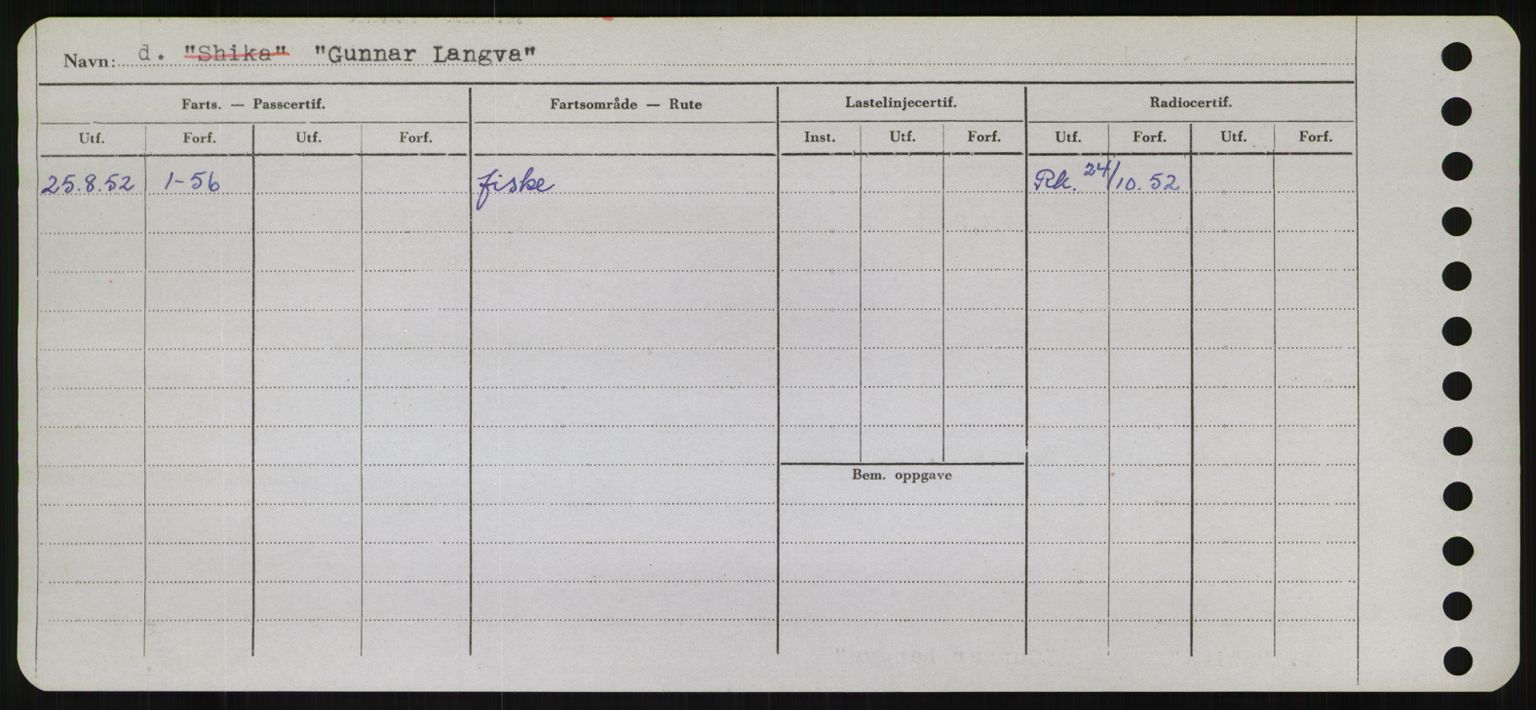 Navn: d. "Shika" "Gunnar Langva"
Farts. — Passcertif. Fartsområde — Rute Lastelinjecertif. Radiocertif.
Utf. Forf. Utf. Forf. Inst. Utf. Forf. Utf. Forf. Utf. Forf.
25.8.52 1-56 fiske Rk. 24/10.52
Bem. oppgave